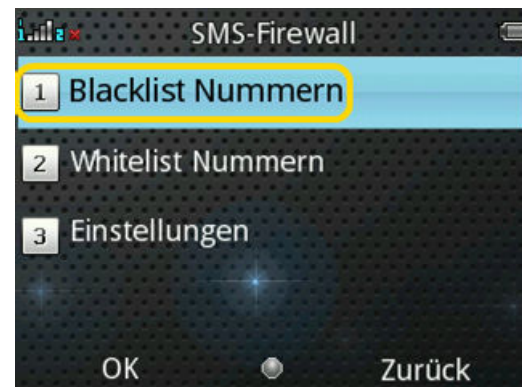 SMS-Firewall
1 Blacklist Nummern
2 Whitelist Nummern
3 Einstellungen
OK Zurück